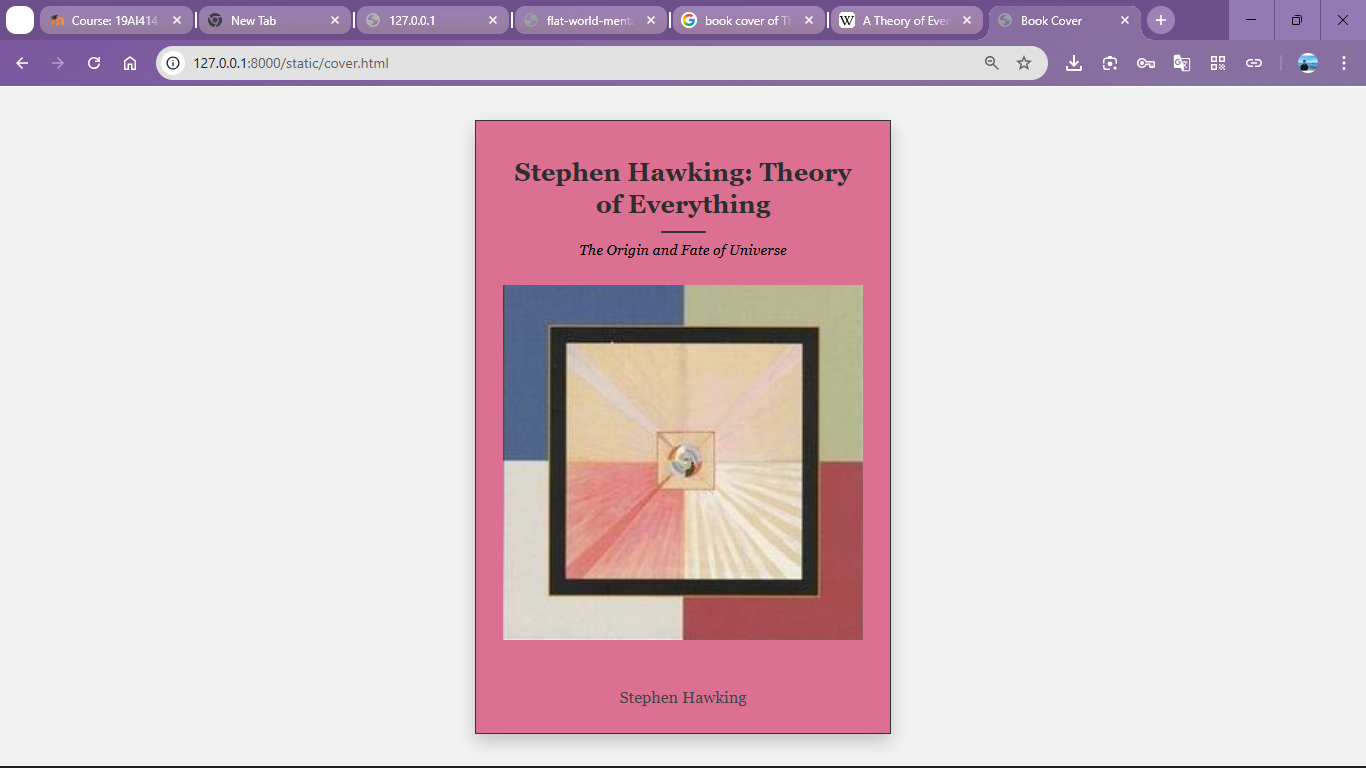 Course: 19AI414
New Tab
127.0.0.1
flat-world-menta
book cover of Th
W
A Theory of Ever
Book Cover
127.0.0.1:8000/static/cover.html
Stephen Hawking: Theory
of Everything
The Origin and Fate of Universe
Stephen Hawking